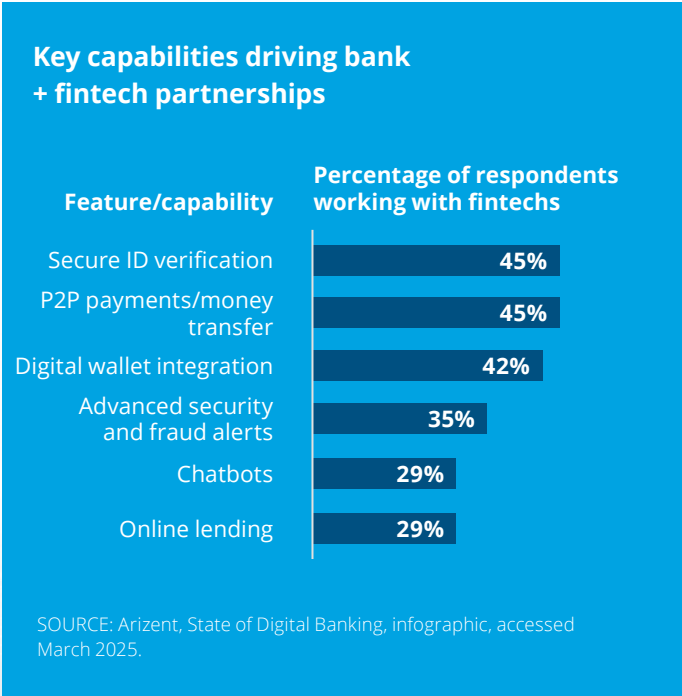 Key capabilities driving bank
+ fintech partnerships
Feature/capability
Percentage of respondents
working with fintechs
Secure ID verification
45%
P2P payments/money
transfer
45%
Digital wallet integration
42%
Advanced security
and fraud alerts
35%
Chatbots
29%
Online lending
29%
SOURCE: Arizent, State of Digital Banking, infographic, accessed
March 2025.